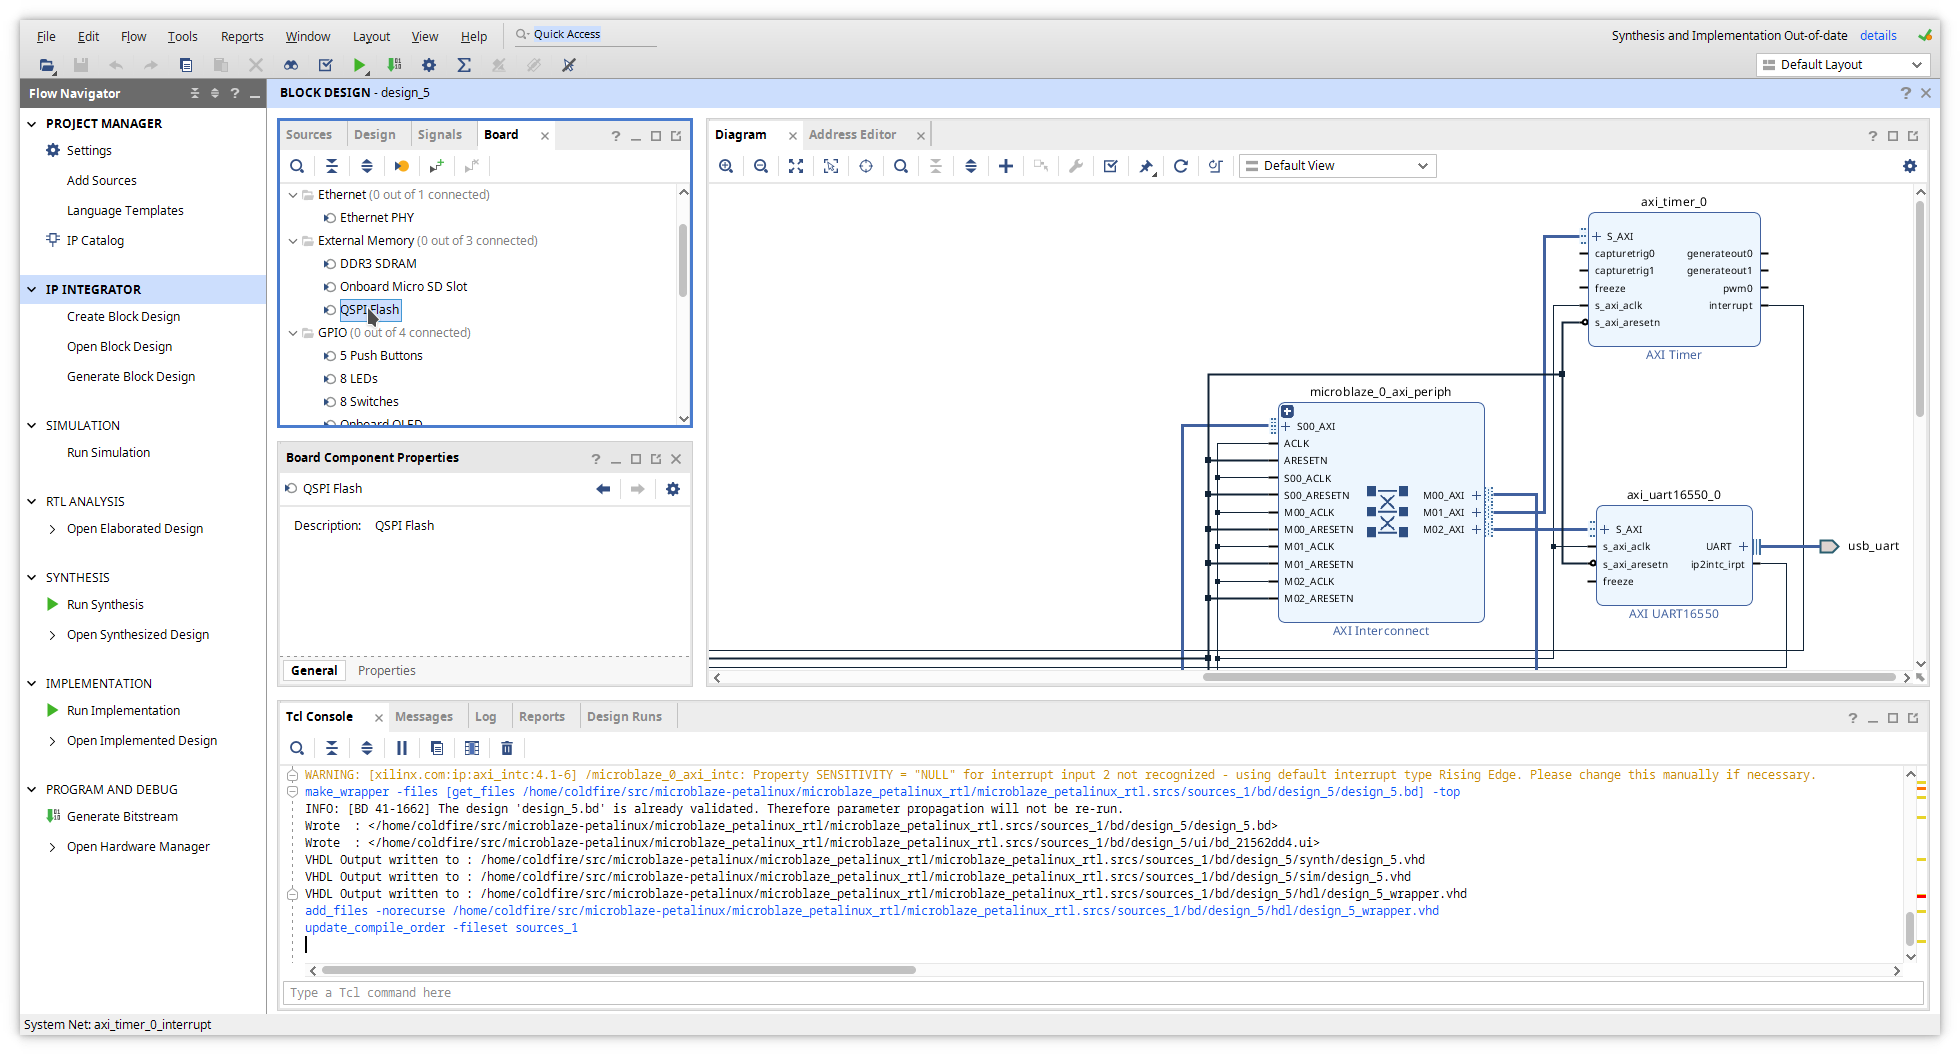 File Edit Flow Tools Reports Window Layout View Help Quick Access
Synthesis and Implementation Out-of-date details
Default Layout
Flow Navigator
PROJECT MANAGER
Settings
Add Sources
Language Templates
IP Catalog
IP INTEGRATOR
Create Block Design
Open Block Design
Generate Block Design
SIMULATION
Run Simulation
RTL ANALYSIS
Open Elaborated Design
SYNTHESIS
Run Synthesis
Open Synthesized Design
IMPLEMENTATION
Run Implementation
Open Implemented Design
PROGRAM AND DEBUG
Generate Bitstream
Open Hardware Manager
BLOCK DESIGN - design_5
Sources Design Signals Board
Ethernet (0 out of 1 connected)
Ethernet PHY
External Memory (0 out of 3 connected)
DDR3 SDRAM
Onboard Micro SD Slot
QSPI Flash
GPIO (0 out of 4 connected)
5 Push Buttons
8 LEDs
8 Switches
Onboard OLED
Board Component Properties
QSPI Flash
Description: QSPI Flash
General Properties
Diagram Address Editor
Default View
axi_timer_0
S_AXI
capturetrig0 generateout0
capturetrig1 generateout1
freeze pwm0
s_axi_aclk interrupt
s_axi_aresetn
AXI Timer
microblaze_0_axi_periph
S00_AXI
ACLK
ARESETN
S00_ACLK
S00_ARESETN M00_AXI
M00_ACLK M01_AXI
M00_ARESETN M02_AXI
M01_ACLK
M01_ARESETN
M02_ACLK
M02_ARESETN
AXI Interconnect
axi_uart16550_0
S_AXI
s_axi_aclk UART
s_axi_aresetn ip2intc_irpt
freeze
AXI UART16550
usb_uart
Tcl Console Messages Log Reports Design Runs
WARNING: [xilinx.com:ip:axi_intc:4.1-6] /microblaze_0_axi_intc: Property SENSITIVITY = "NULL" for interrupt input 2 not recognized - using default interrupt type Rising Edge. Please change this manually if necessary.
make_wrapper -files [get_files /home/coldfire/src/microblaze-petalinux/microblaze_petalinux_rtl/microblaze_petalinux_rtl.srcs/sources_1/bd/design_5/design_5.bd] -top
INFO: [BD 41-1662] The design 'design_5.bd' is already validated. Therefore parameter propagation will not be re-run.
Wrote  : </home/coldfire/src/microblaze-petalinux/microblaze_petalinux_rtl/microblaze_petalinux_rtl.srcs/sources_1/bd/design_5/design_5.bd>
Wrote  : </home/coldfire/src/microblaze-petalinux/microblaze_petalinux_rtl/microblaze_petalinux_rtl.srcs/sources_1/bd/design_5/ui/bd_21562dd4.ui>
VHDL Output written to : /home/coldfire/src/microblaze-petalinux/microblaze_petalinux_rtl/microblaze_petalinux_rtl.srcs/sources_1/bd/design_5/synth/design_5.vhd
VHDL Output written to : /home/coldfire/src/microblaze-petalinux/microblaze_petalinux_rtl/microblaze_petalinux_rtl.srcs/sources_1/bd/design_5/sim/design_5.vhd
VHDL Output written to : /home/coldfire/src/microblaze-petalinux/microblaze_petalinux_rtl/microblaze_petalinux_rtl.srcs/sources_1/bd/design_5/hdl/design_5_wrapper.vhd
add_files -norecurse /home/coldfire/src/microblaze-petalinux/microblaze_petalinux_rtl/microblaze_petalinux_rtl.srcs/sources_1/bd/design_5/hdl/design_5_wrapper.vhd
update_compile_order -fileset sources_1
Type a Tcl command here
System Net: axi_timer_0_interrupt